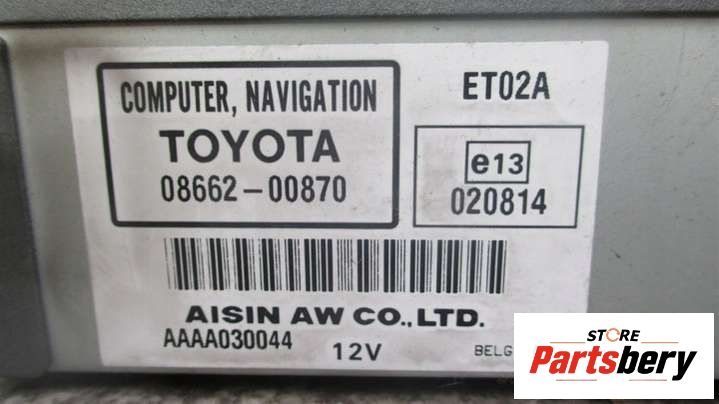 COMPUTER, NAVIGATION
TOYOTA
08662-00870
ET02A
e13
020814
AISIN AW CO.,LTD.
AAAA030044
12V
STORE
Partsbery